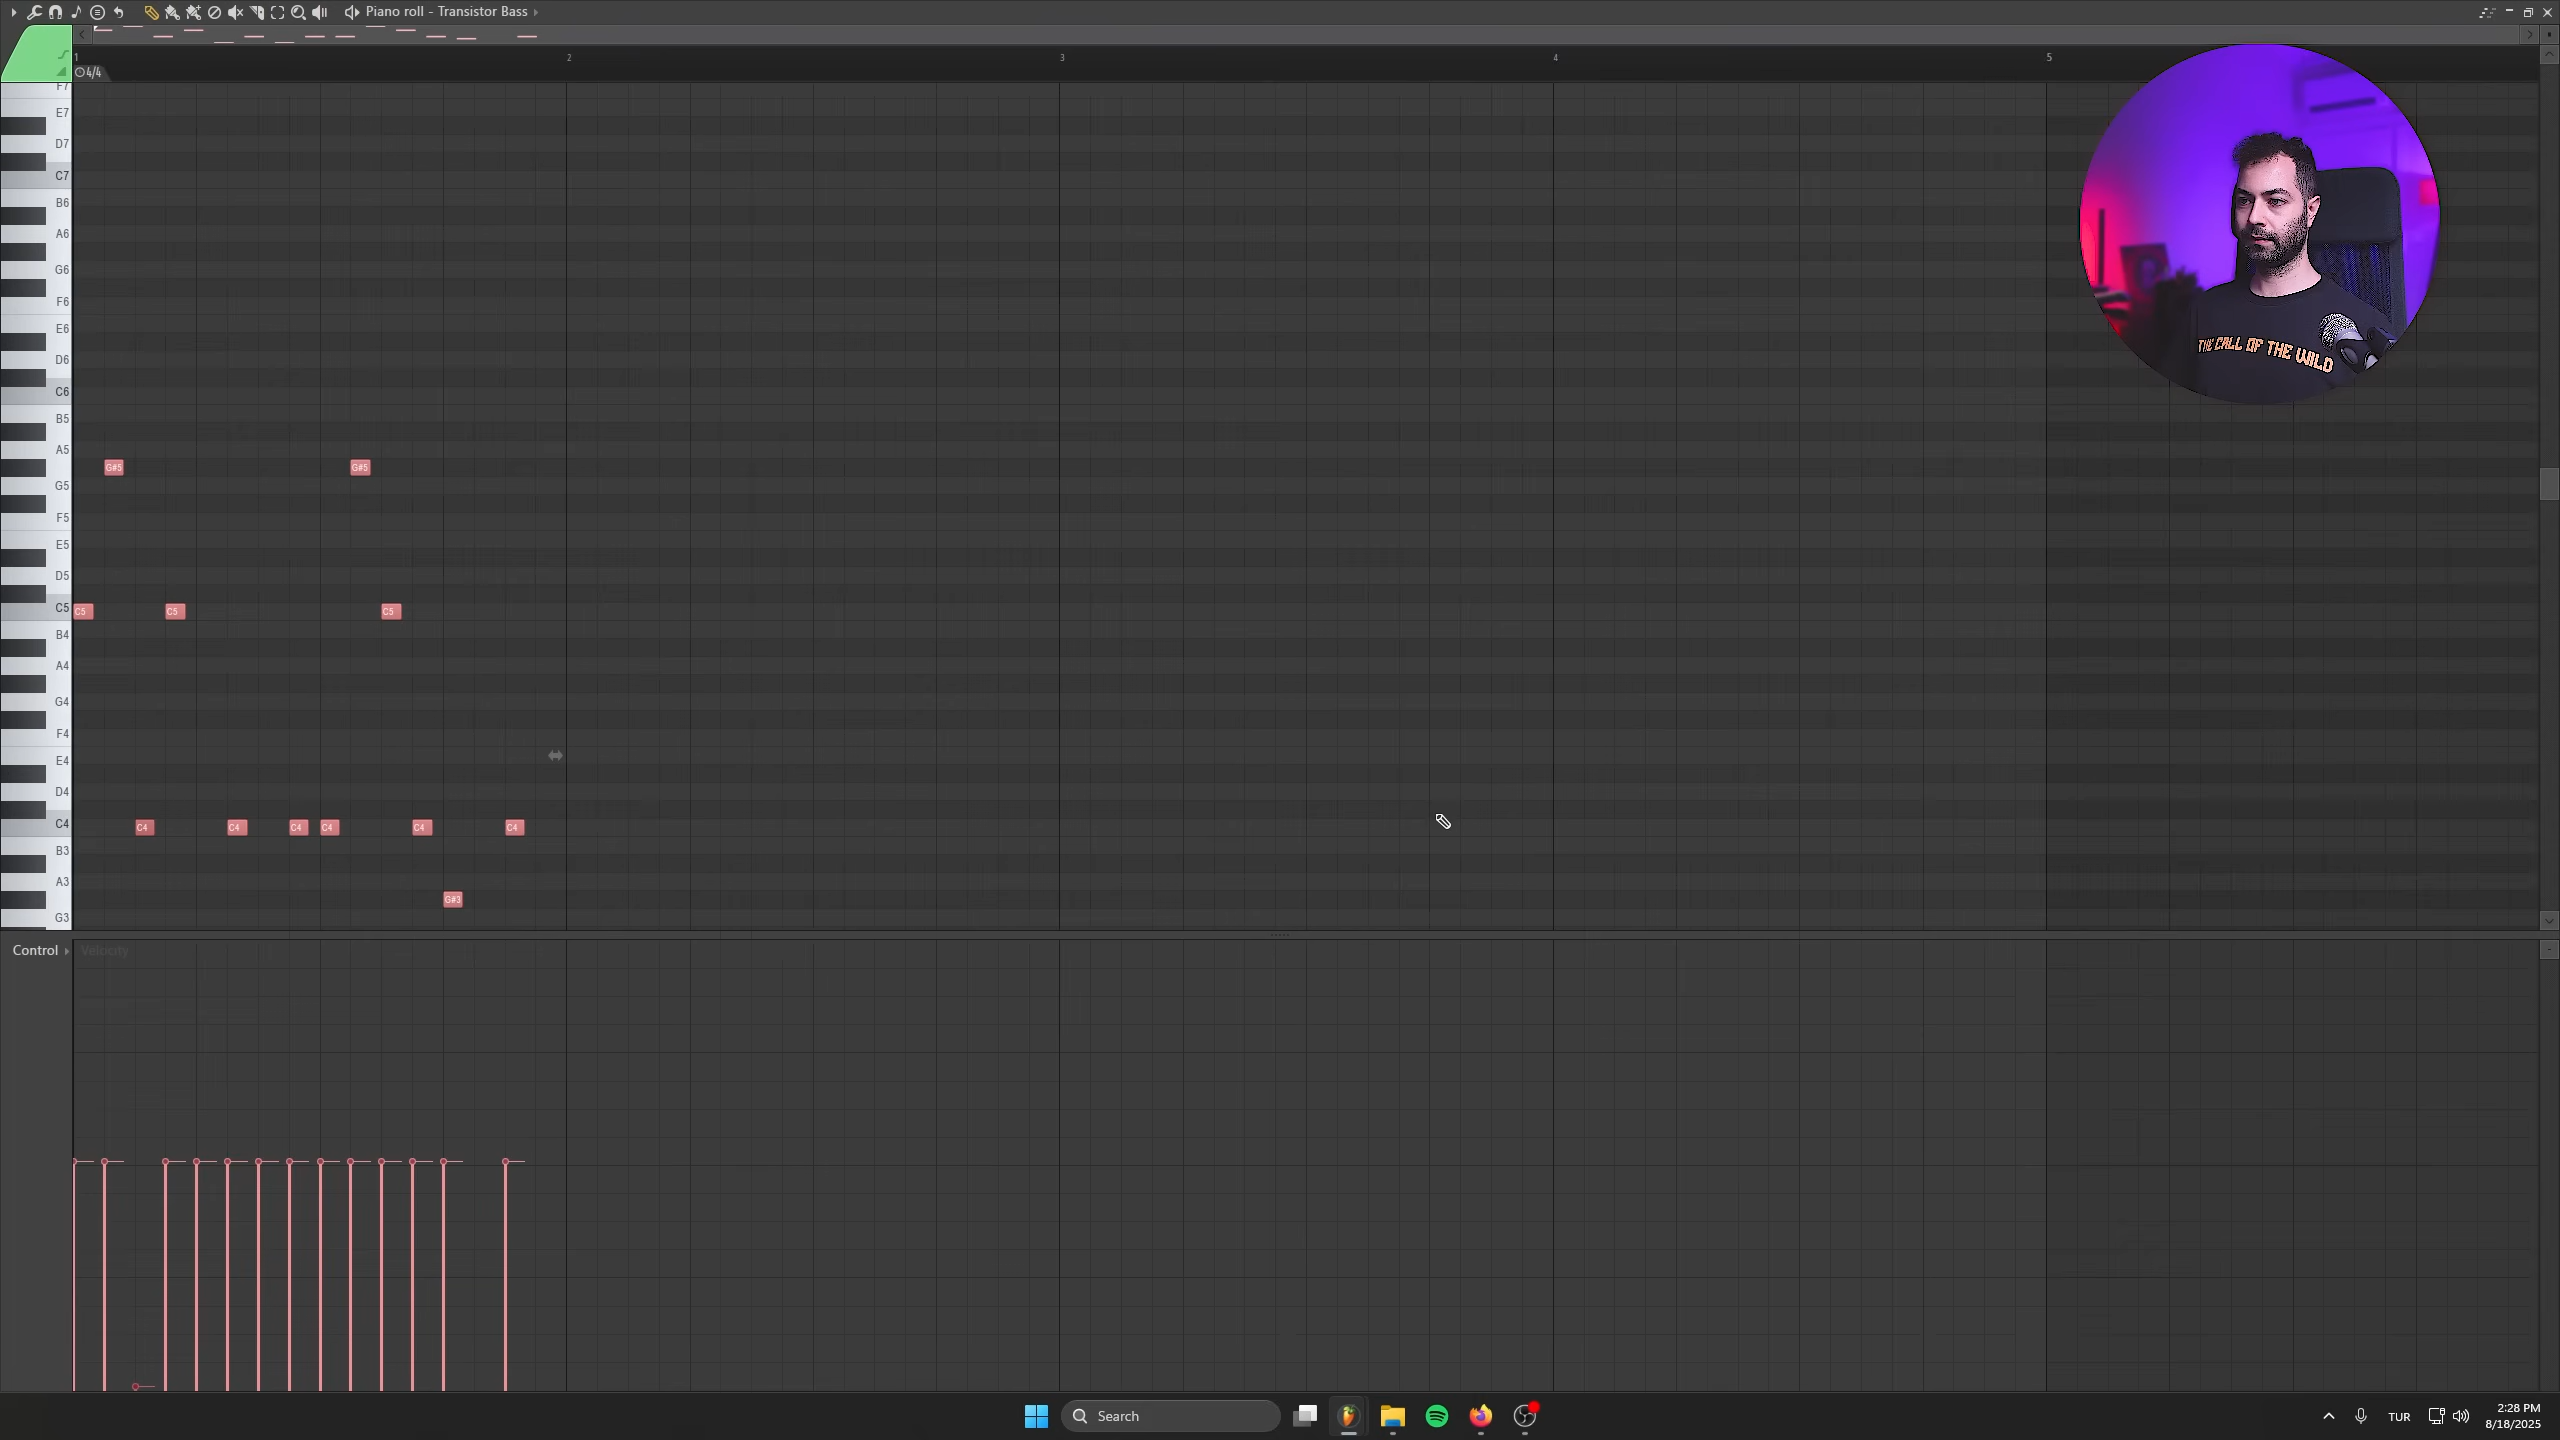 Piano roll - Transistor Bass
1
2
3
4
5
4/4
F7
E7
D7
C7
B6
A6
G6
F6
E6
D6
C6
B5
A5
G#5
G#5
G5
F5
E5
D5
C5
C5
C5
C5
B4
A4
G4
F4
E4
D4
C4
C4
C4
C4
C4
C4
C4
B3
A3
G#3
G3
THE CALL OF THE WILD
Control
Velocity
Search
TUR
2:28 PM
8/18/2025